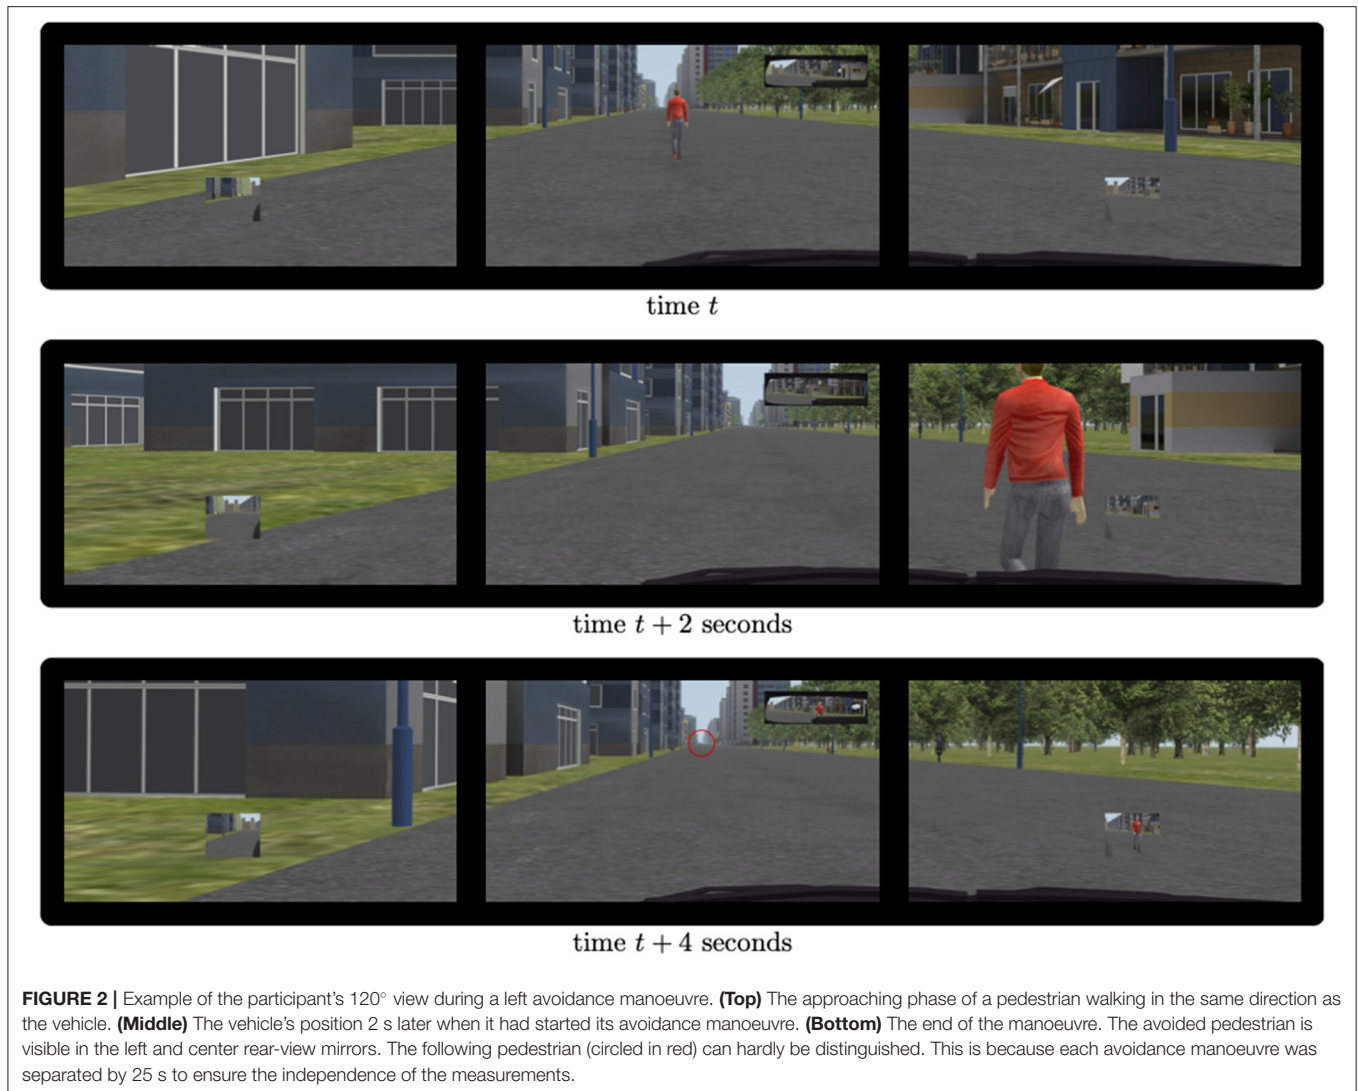 time t
time t + 2 seconds
time t + 4 seconds
FIGURE 2 | Example of the participant's 120° view during a left avoidance manoeuvre. (Top) The approaching phase of a pedestrian walking in the same direction as
the vehicle. (Middle) The vehicle's position 2 s later when it had started its avoidance manoeuvre. (Bottom) The end of the manoeuvre. The avoided pedestrian is
visible in the left and center rear-view mirrors. The following pedestrian (circled in red) can hardly be distinguished. This is because each avoidance manoeuvre was
separated by 25 s to ensure the independence of the measurements.